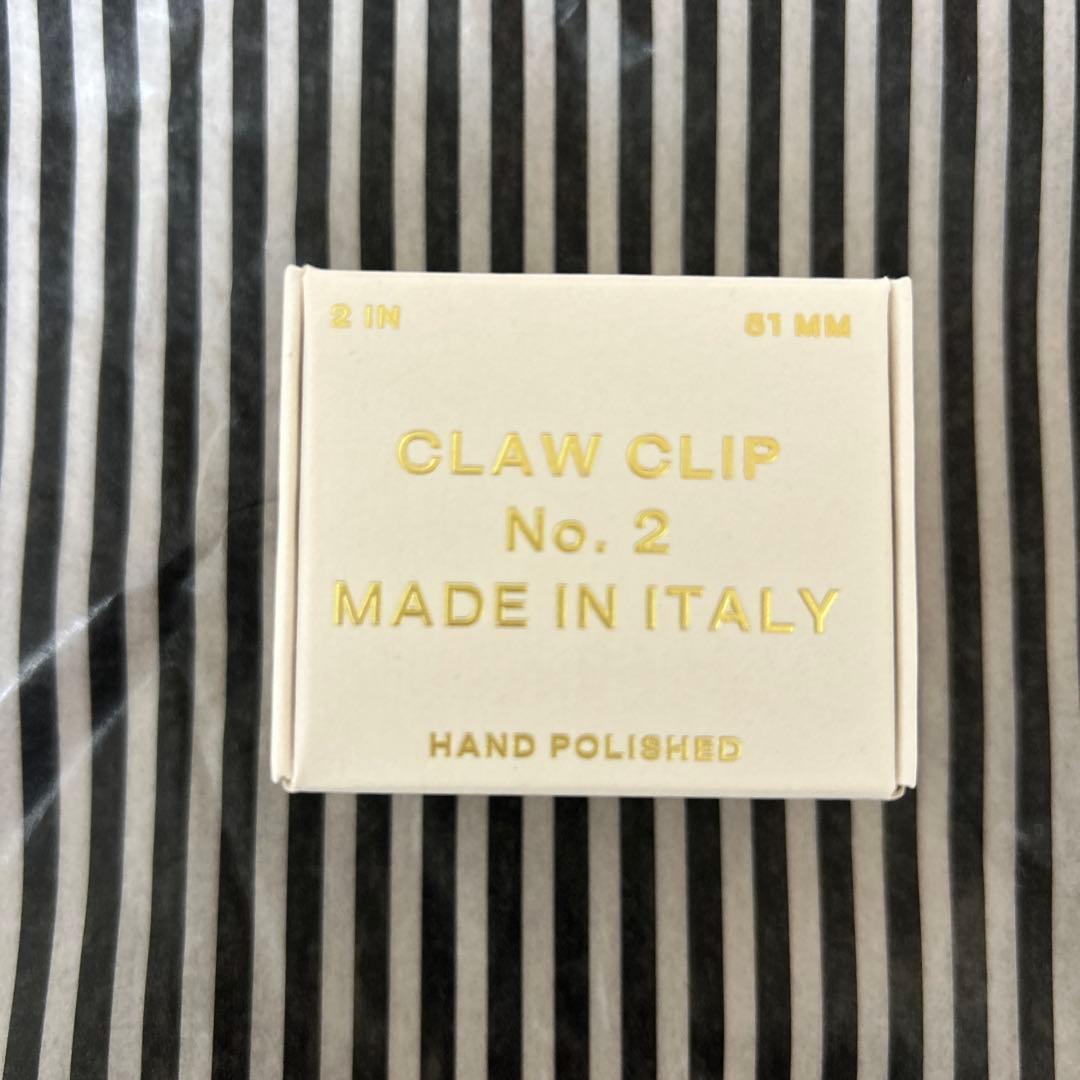 2 IN 51 MM
CLAW CLIP
No. 2
MADE IN ITALY
HAND POLISHED